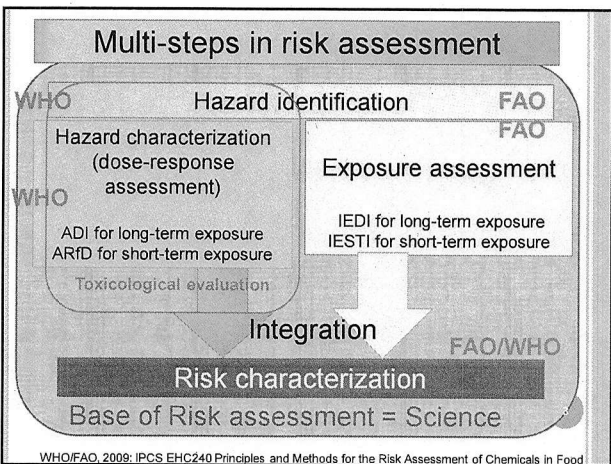 Multi-steps in risk assessment
WHO Hazard identification FAO
FAO
Hazard characterization
(dose-response
assessment)
WHO
ADI for long-term exposure
ARfD for short-term exposure
Toxicological evaluation
Exposure assessment
IEDI for long-term exposure
IESTI for short-term exposure
Integration
FAO/WHO
Risk characterization
Base of Risk assessment = Science
WHO/FAO, 2009: IPCS EHC240 Principles and Methods for the Risk Assessment of Chemicals in Food